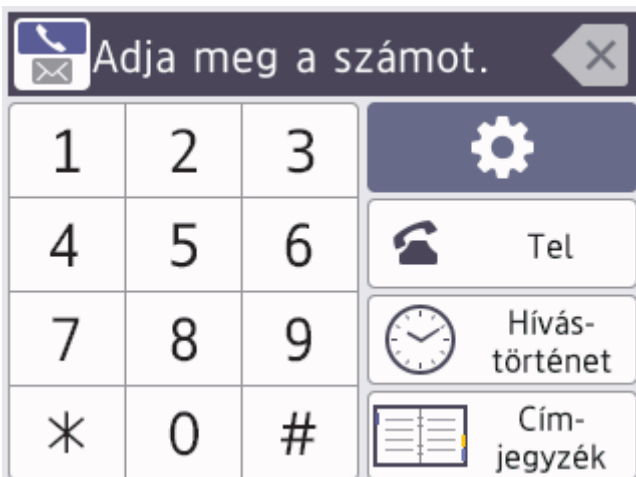 Adja meg a számot.
1 2 3
4 5 6
Tel
7 8 9
Hívás-
történet
* 0 #
Cím-
jegyzék